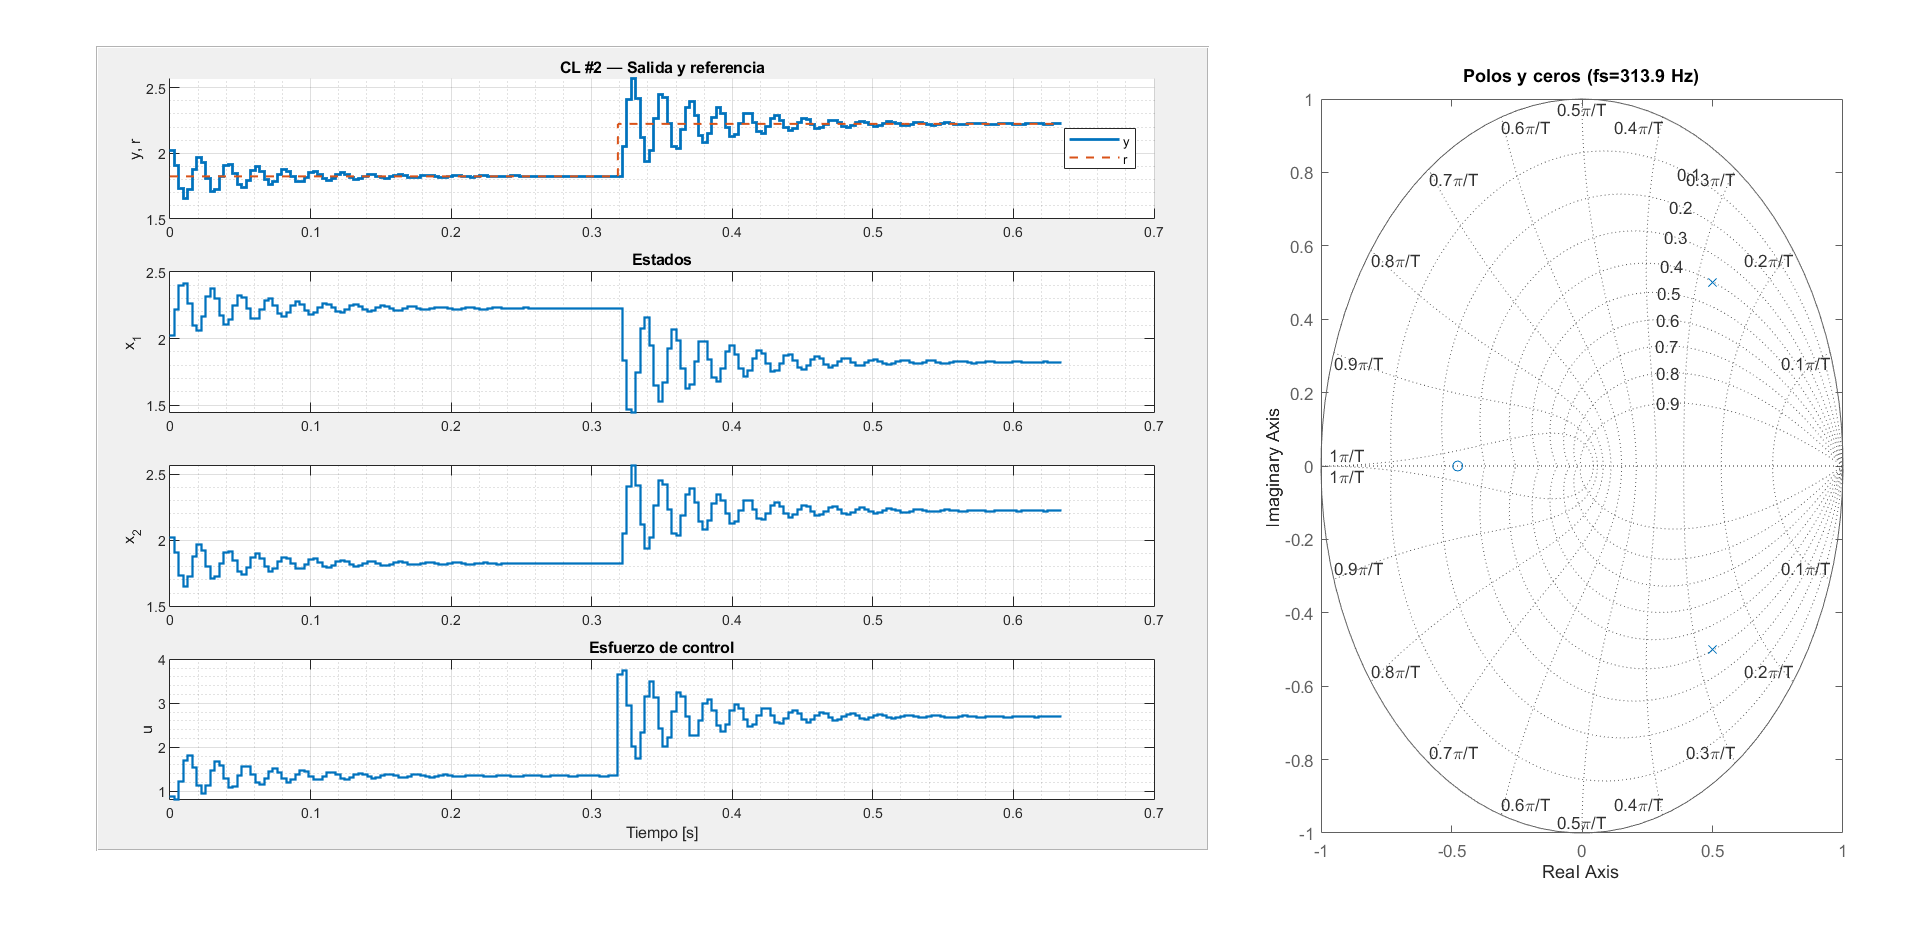 CL #2 — Salida y referencia
2.5
2
1.5
y, r
y
r
0 0.1 0.2 0.3 0.4 0.5 0.6 0.7
Estados
2.5
2
1.5
x1
0 0.1 0.2 0.3 0.4 0.5 0.6 0.7
2.5
2
1.5
x2
0 0.1 0.2 0.3 0.4 0.5 0.6 0.7
Esfuerzo de control
4
3
2
1
u
0 0.1 0.2 0.3 0.4 0.5 0.6 0.7
Tiempo [s]
Polos y ceros (fs=313.9 Hz)
1
0.8
0.6
0.4
0.2
0
-0.2
-0.4
-0.6
-0.8
-1
Imaginary Axis
0.5π/T
0.6π/T 0.4π/T
0.7π/T 0.1 0.3π/T
0.2
0.3
0.8π/T 0.4 0.2π/T
0.5
0.6
0.7
0.9π/T 0.8 0.1π/T
0.9
1π/T
1π/T
0.9π/T 0.1π/T
0.8π/T 0.2π/T
0.7π/T 0.3π/T
0.6π/T 0.4π/T
0.5π/T
-1 -0.5 0 0.5 1
Real Axis